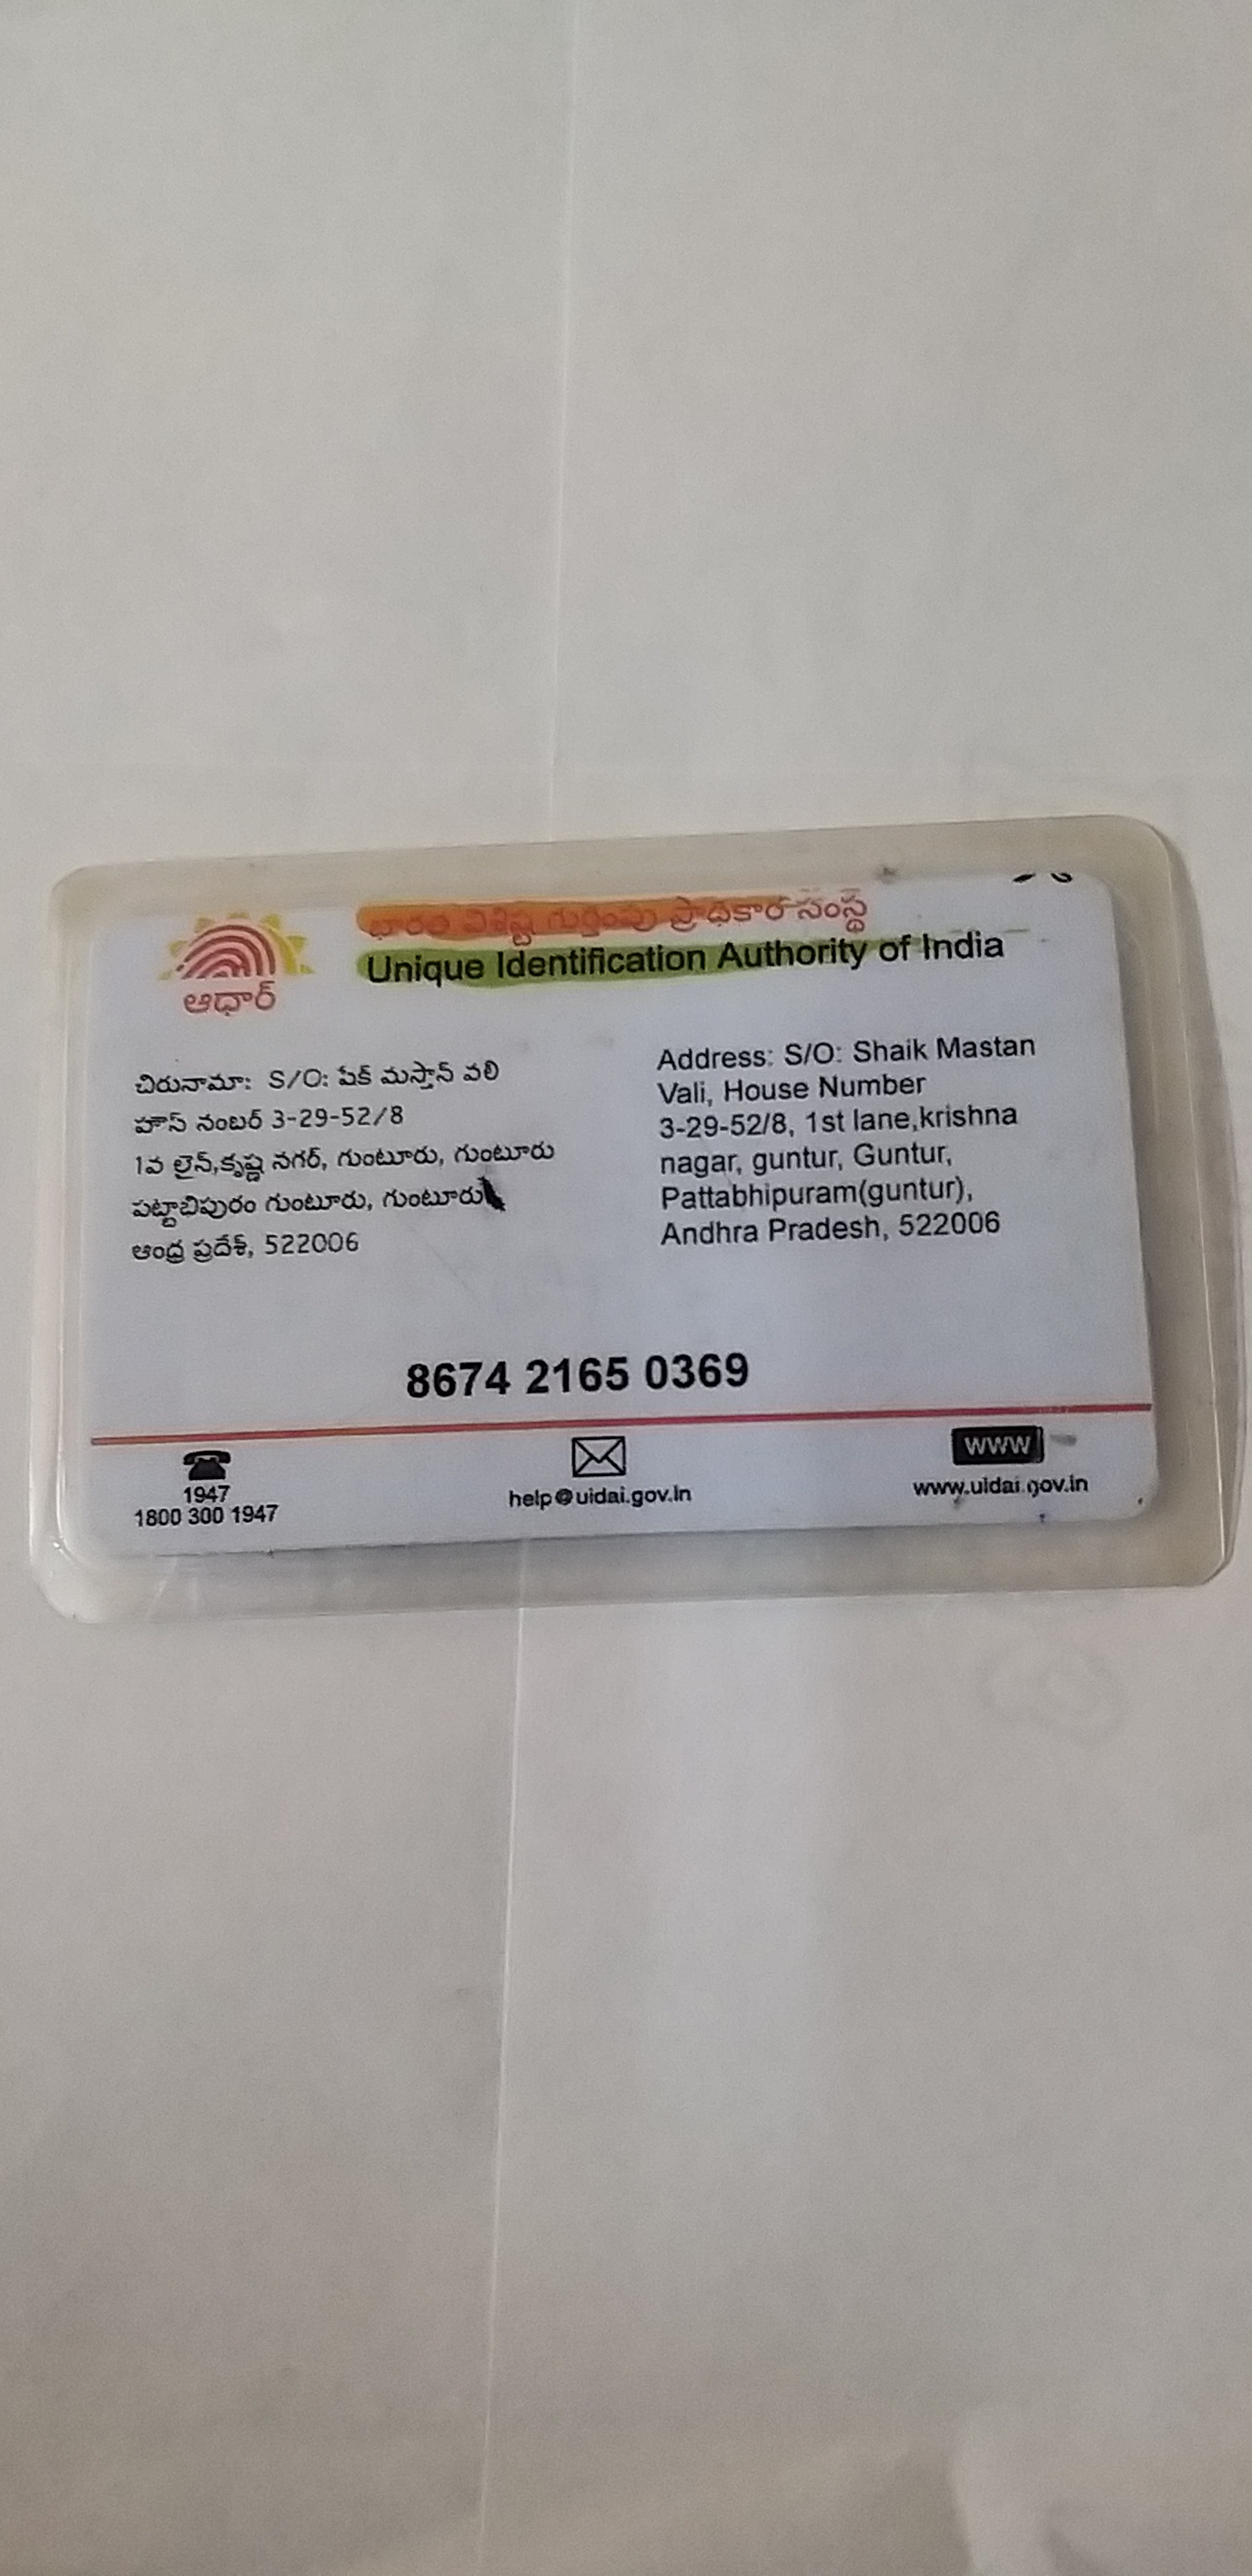 భారత విశిష్ట గుర్తింపు ప్రాధికార సంస్థ
Unique Identification Authority of India
ఆధార్
చిరునామా: S/O: షేక్ మస్తాన్ వలి
హౌస్ నంబర్ 3-29-52/8
1వ లైన్,కృష్ణ నగర్, గుంటూరు, గుంటూరు
పట్టాభిపురం గుంటూరు, గుంటూరు
ఆంధ్ర ప్రదేశ్, 522006
Address: S/O: Shaik Mastan
Vali, House Number
3-29-52/8, 1st lane,krishna
nagar, guntur, Guntur,
Pattabhipuram(guntur),
Andhra Pradesh, 522006
8674 2165 0369
1947
1800 300 1947
help@uidai.gov.in
www
www.uidai.gov.in